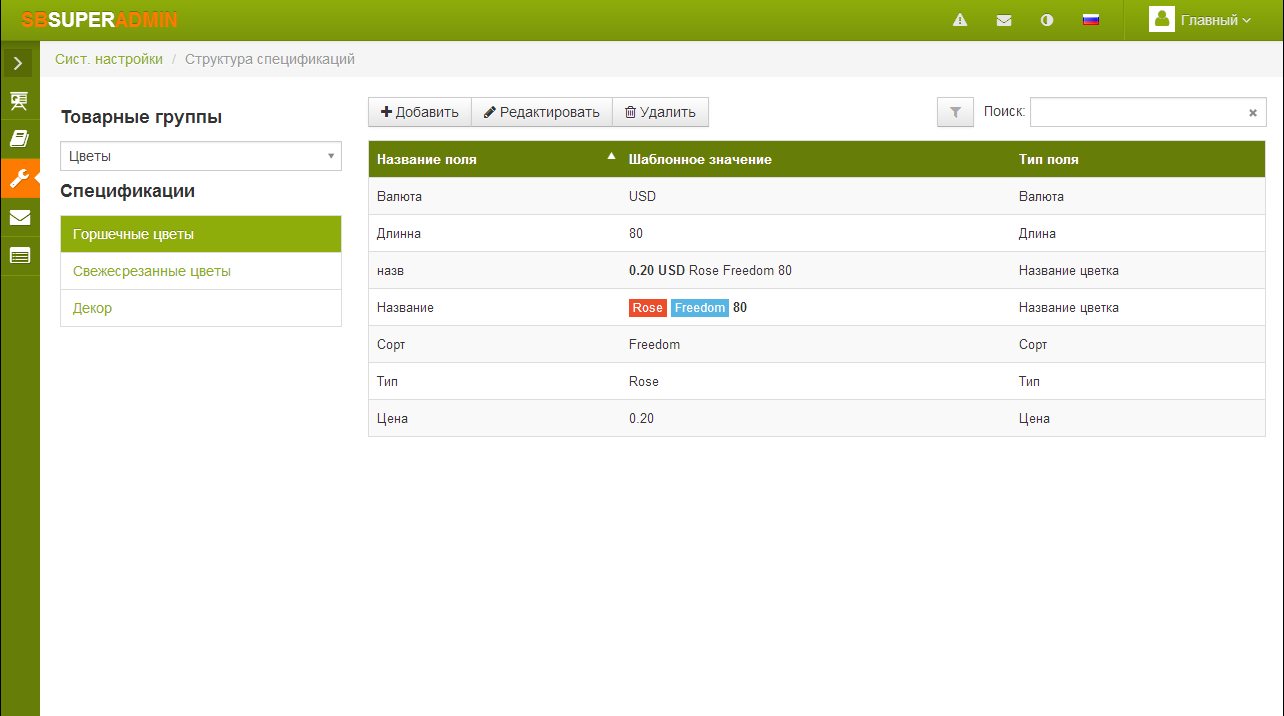 SBSUPERADMIN
Главный
Сист. настройки / Структура спецификаций
Товарные группы
Цветы
Спецификации
Горшечные цветы
Свежесрезанные цветы
Декор
Добавить Редактировать Удалить
Поиск:
Название поля Шаблонное значение Тип поля
Валюта USD Валюта
Длинна 80 Длина
назв 0.20 USD Rose Freedom 80 Название цветка
Название Rose Freedom 80 Название цветка
Сорт Freedom Сорт
Тип Rose Тип
Цена 0.20 Цена